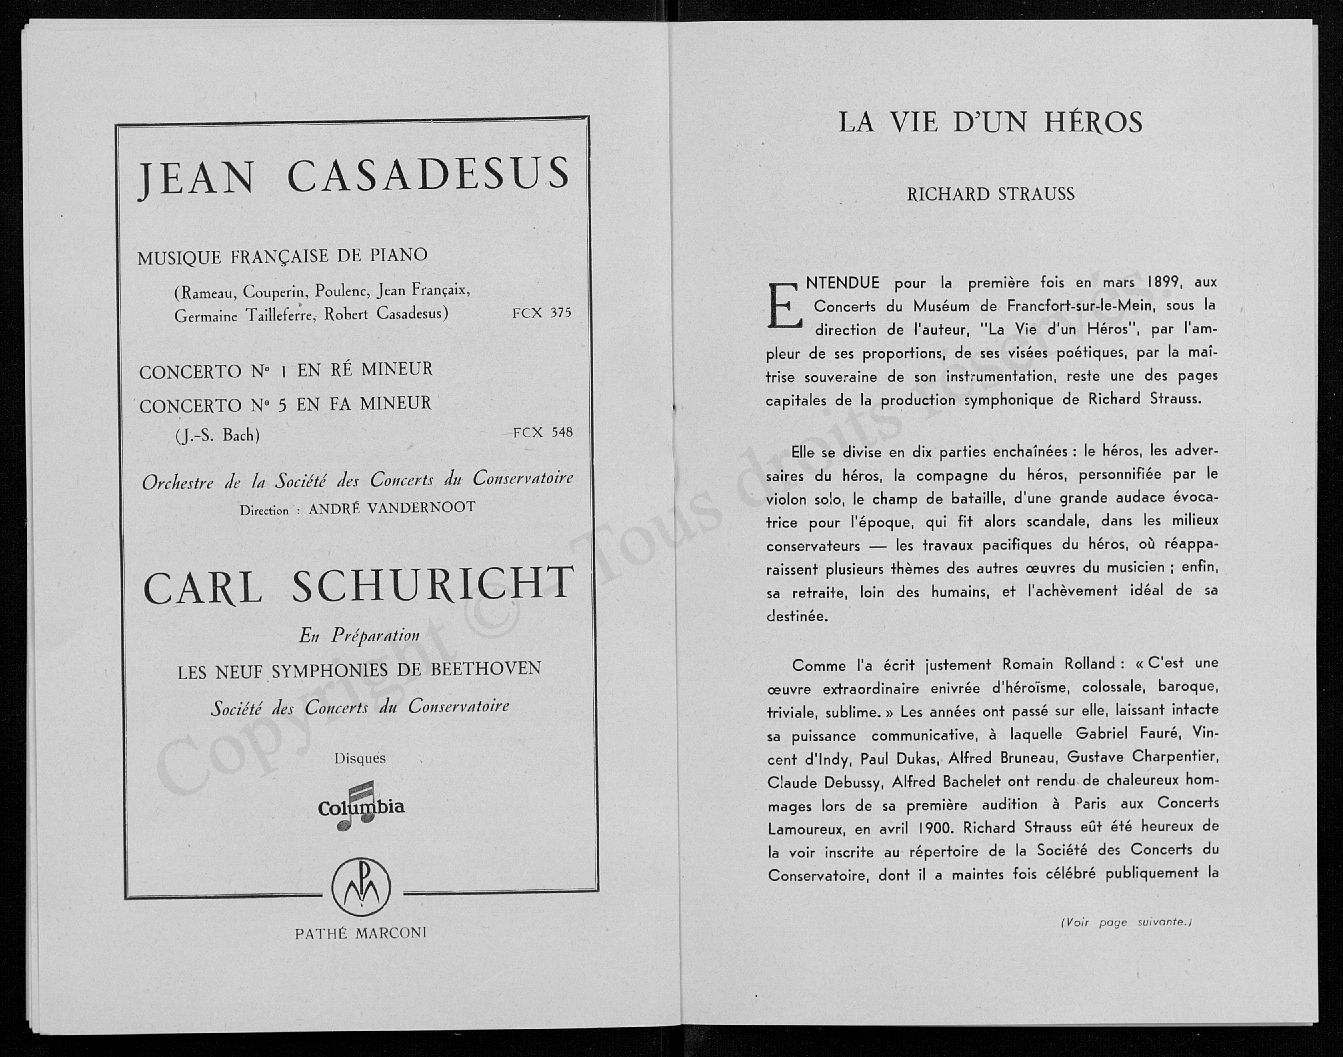 JEAN CASADESUS
MUSIQUE FRANÇAISE DE PIANO
(Rameau, Couperin, Poulenc, Jean Françaix,
Germaine Tailleferre, Robert Casadesus) FCX 375
CONCERTO N° 1 EN RÉ MINEUR
CONCERTO N° 5 EN FA MINEUR
(J.-S. Bach) FCX 548
Orchestre de la Société des Concerts du Conservatoire
Direction : ANDRÉ VANDERNOOT
CARL SCHURICHT
En Préparation
LES NEUF SYMPHONIES DE BEETHOVEN
Société des Concerts du Conservatoire
Disques
Columbia
PATHÉ MARCONI
LA VIE D'UN HÉROS
RICHARD STRAUSS
ENTENDUE pour la première fois en mars 1899, aux
Concerts du Muséum de Francfort-sur-le-Mein, sous la
direction de l'auteur, "La Vie d'un Héros", par l'am-
pleur de ses proportions, de ses visées poétiques, par la maî-
trise souveraine de son instrumentation, reste une des pages
capitales de la production symphonique de Richard Strauss.
Elle se divise en dix parties enchaînées : le héros, les adver-
saires du héros, la compagne du héros, personnifiée par le
violon solo, le champ de bataille, d'une grande audace évoca-
trice pour l'époque, qui fit alors scandale, dans les milieux
conservateurs — les travaux pacifiques du héros, où réappa-
raissent plusieurs thèmes des autres œuvres du musicien ; enfin,
sa retraite, loin des humains, et l'achèvement idéal de sa
destinée.
Comme l'a écrit justement Romain Rolland : « C'est une
œuvre extraordinaire enivrée d'héroïsme, colossale, baroque,
triviale, sublime. » Les années ont passé sur elle, laissant intacte
sa puissance communicative, à laquelle Gabriel Fauré, Vin-
cent d'Indy, Paul Dukas, Alfred Bruneau, Gustave Charpentier,
Claude Debussy, Alfred Bachelet ont rendu de chaleureux hom-
mages lors de sa première audition à Paris aux Concerts
Lamoureux, en avril 1900. Richard Strauss eût été heureux de
la voir inscrite au répertoire de la Société des Concerts du
Conservatoire, dont il a maintes fois célébré publiquement la
(Voir page suivante.)
Copyright © - Tous droits réservés.